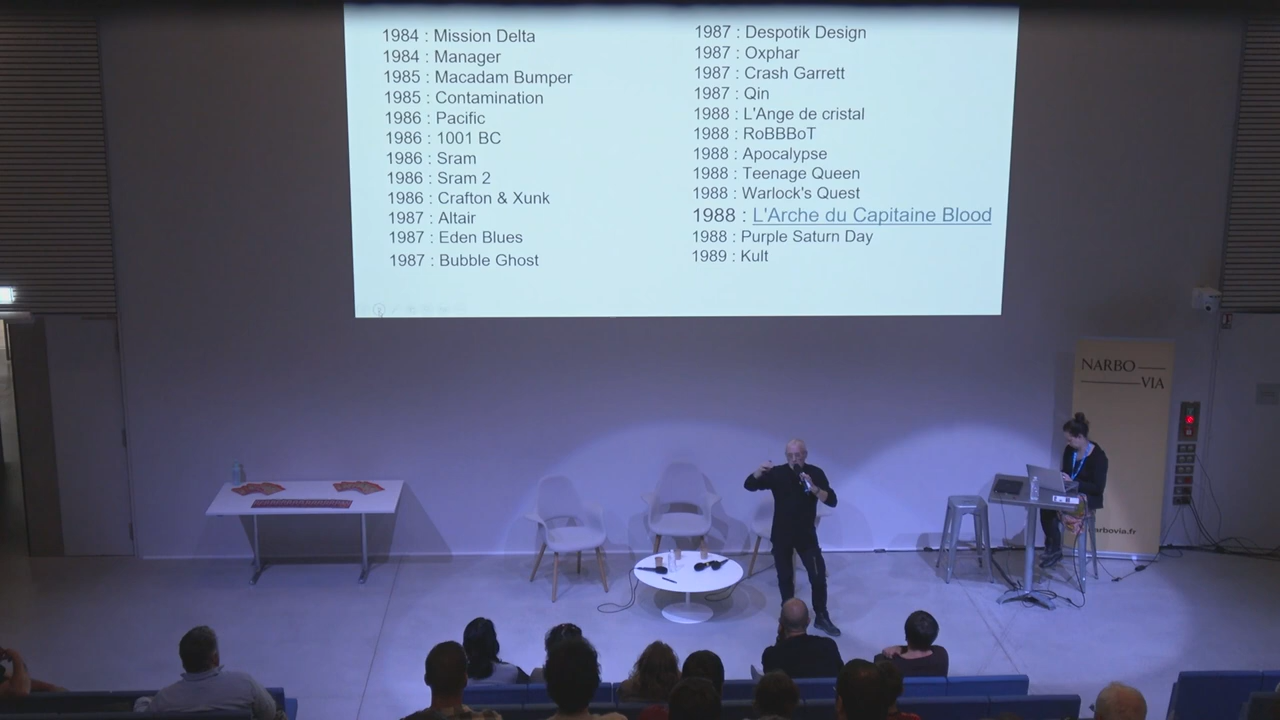 1984 : Mission Delta
1984 : Manager
1985 : Macadam Bumper
1985 : Contamination
1986 : Pacific
1986 : 1001 BC
1986 : Sram
1986 : Sram 2
1986 : Crafton & Xunk
1987 : Altair
1987 : Eden Blues
1987 : Bubble Ghost
1987 : Despotik Design
1987 : Oxphar
1987 : Crash Garrett
1987 : Qin
1988 : L'Ange de cristal
1988 : RoBBBoT
1988 : Apocalypse
1988 : Teenage Queen
1988 : Warlock's Quest
1988 : L'Arche du Capitaine Blood
1988 : Purple Saturn Day
1989 : Kult
NARBO
VIA
arbovia.fr